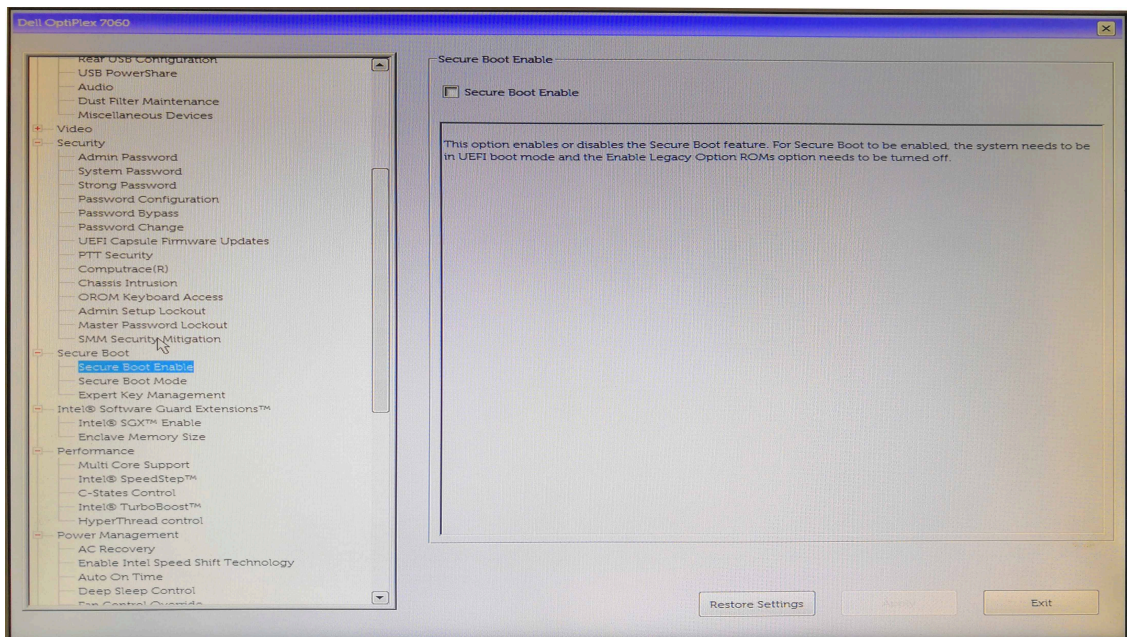 Dell OptiPlex 7060
Rear USB Configuration
USB PowerShare
Audio
Dust Filter Maintenance
Miscellaneous Devices
Video
Security
Admin Password
System Password
Strong Password
Password Configuration
Password Bypass
Password Change
UEFI Capsule Firmware Updates
PTT Security
Computrace(R)
Chassis Intrusion
OROM Keyboard Access
Admin Setup Lockout
Master Password Lockout
SMM Security Mitigation
Secure Boot
Secure Boot Enable
Secure Boot Mode
Expert Key Management
Intel® Software Guard Extensions™
Intel® SGX™ Enable
Enclave Memory Size
Performance
Multi Core Support
Intel® SpeedStep™
C-States Control
Intel® TurboBoost™
HyperThread control
Power Management
AC Recovery
Enable Intel Speed Shift Technology
Auto On Time
Deep Sleep Control
Fan Control Override
Secure Boot Enable
Secure Boot Enable
This option enables or disables the Secure Boot feature. For Secure Boot to be enabled, the system needs to be
in UEFI boot mode and the Enable Legacy Option ROMs option needs to be turned off.
Restore Settings
Apply
Exit